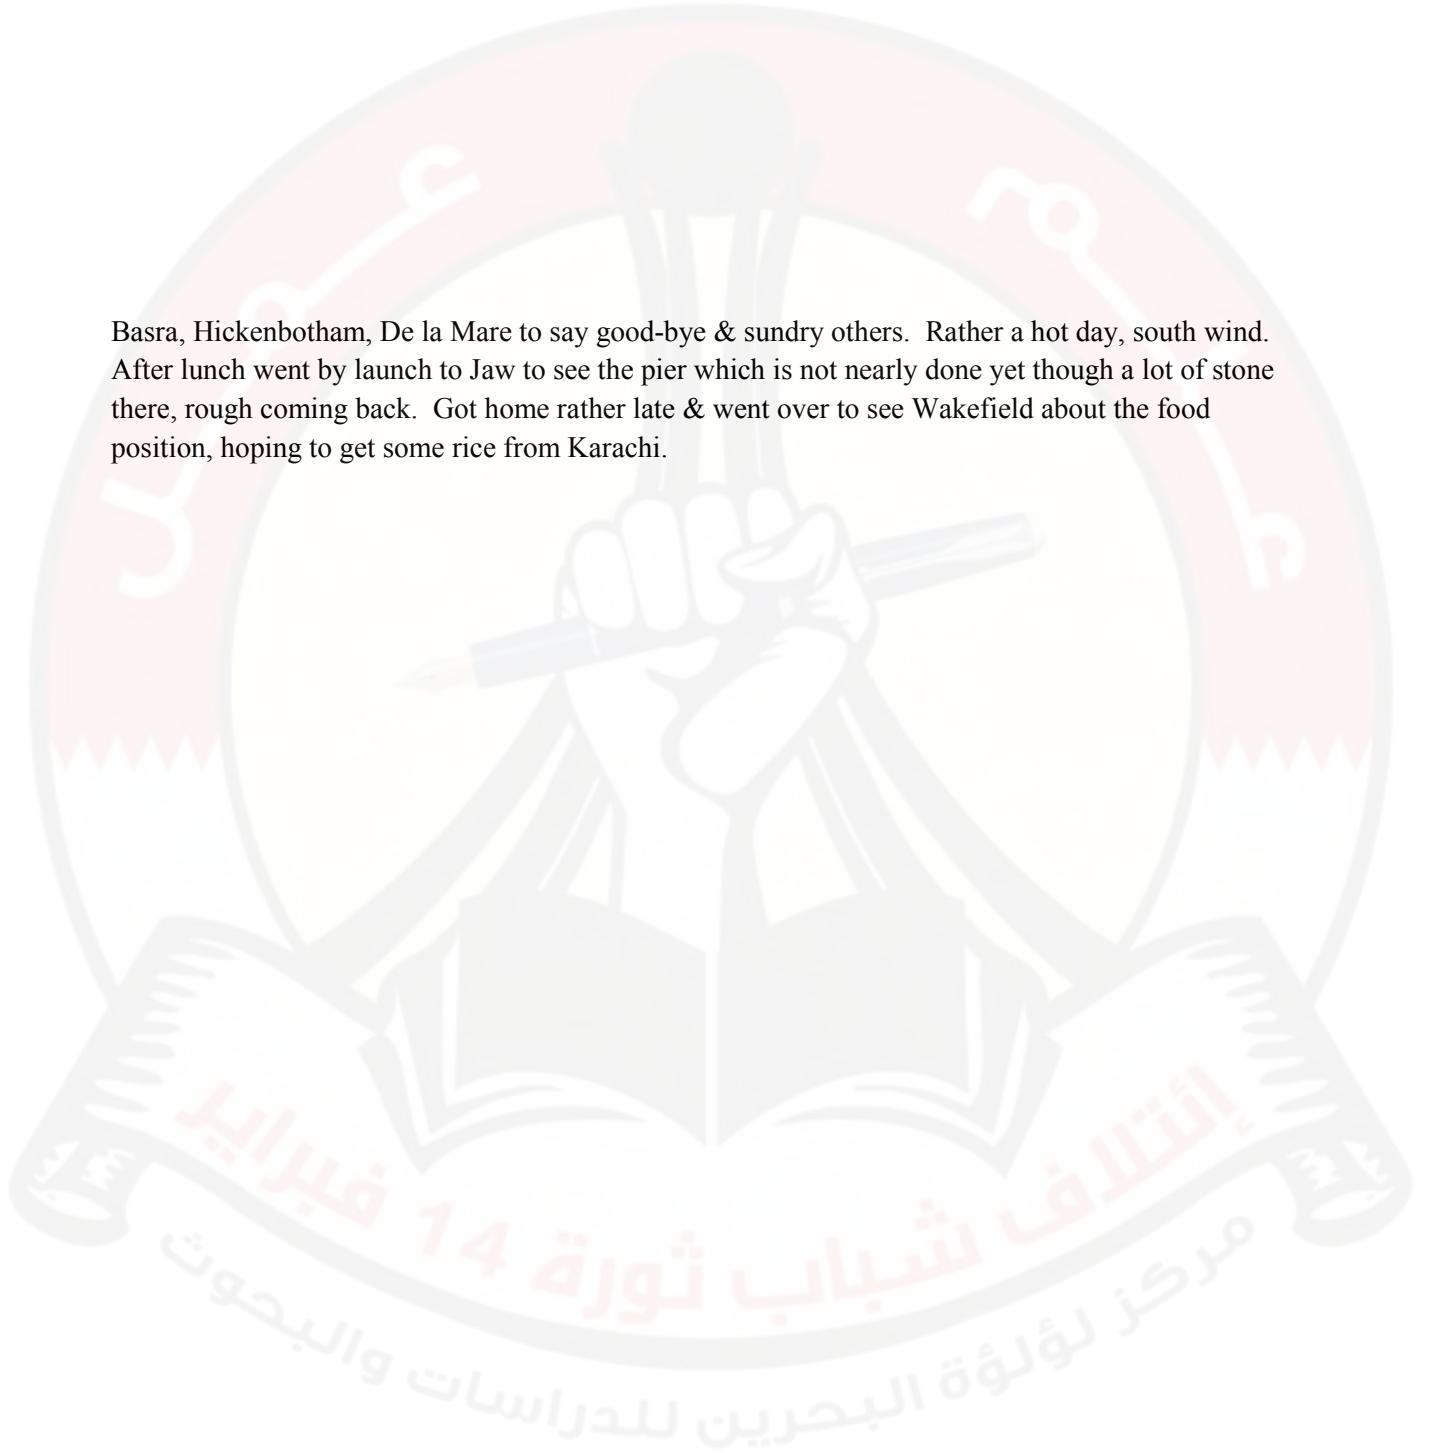 Basra, Hickenbotham, De la Mare to say good-bye & sundry others.  Rather a hot day, south wind.
After lunch went by launch to Jaw to see the pier which is not nearly done yet though a lot of stone
there, rough coming back.  Got home rather late & went over to see Wakefield about the food
position, hoping to get some rice from Karachi.
إئتلاف شباب ثورة 14 فبراير
مركز لؤلؤة البحرين للدراسات والبحوث